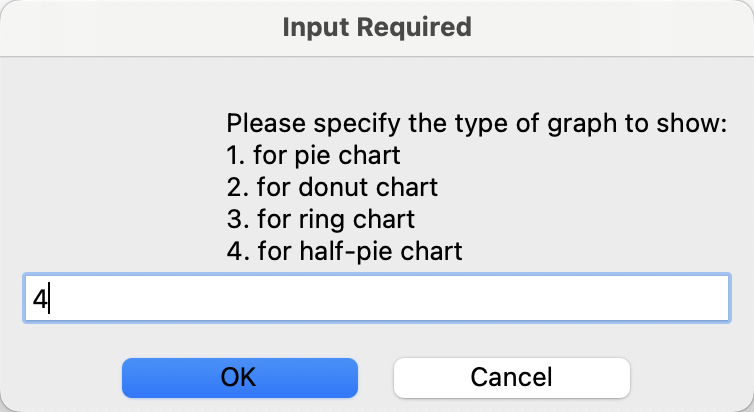 Input Required
Please specify the type of graph to show:
1. for pie chart
2. for donut chart
3. for ring chart
4. for half-pie chart
4
OK
Cancel